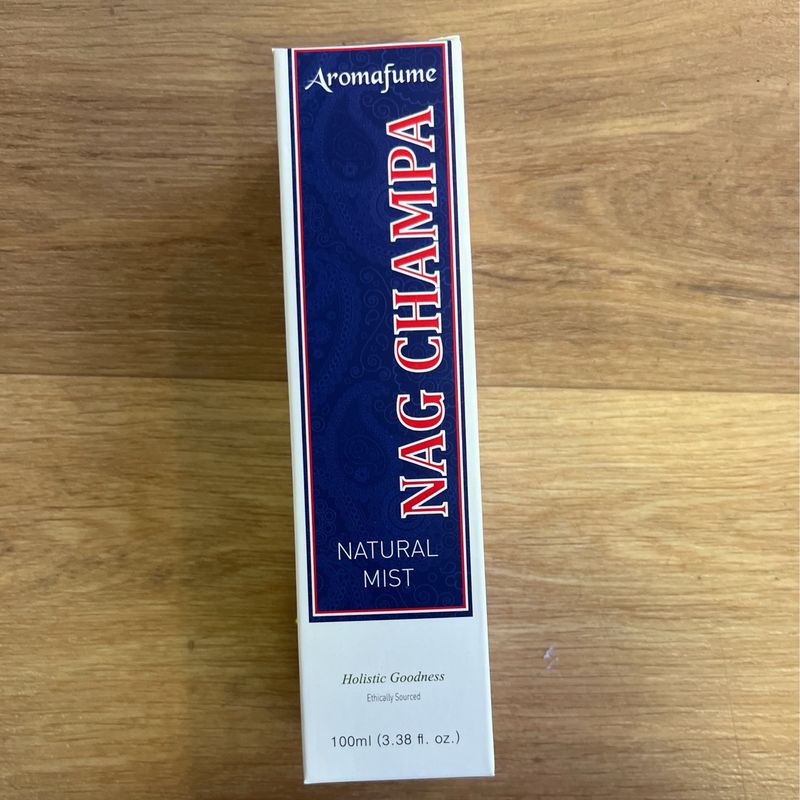 Aromafume
NAG CHAMPA
NATURAL
MIST
Holistic Goodness
Ethically Sourced
100ml (3.38 fl. oz.)